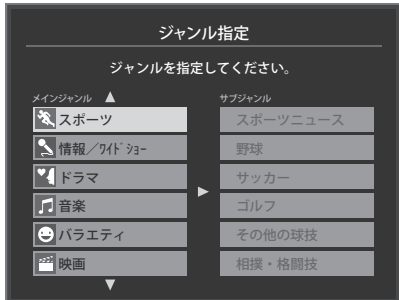 ジャンル指定
ジャンルを指定してください。
メインジャンル
サブジャンル
スポーツ
スポーツニュース
情報／ﾜｲﾄﾞｼｮｰ
野球
ドラマ
サッカー
音楽
ゴルフ
バラエティ
その他の球技
映画
相撲・格闘技